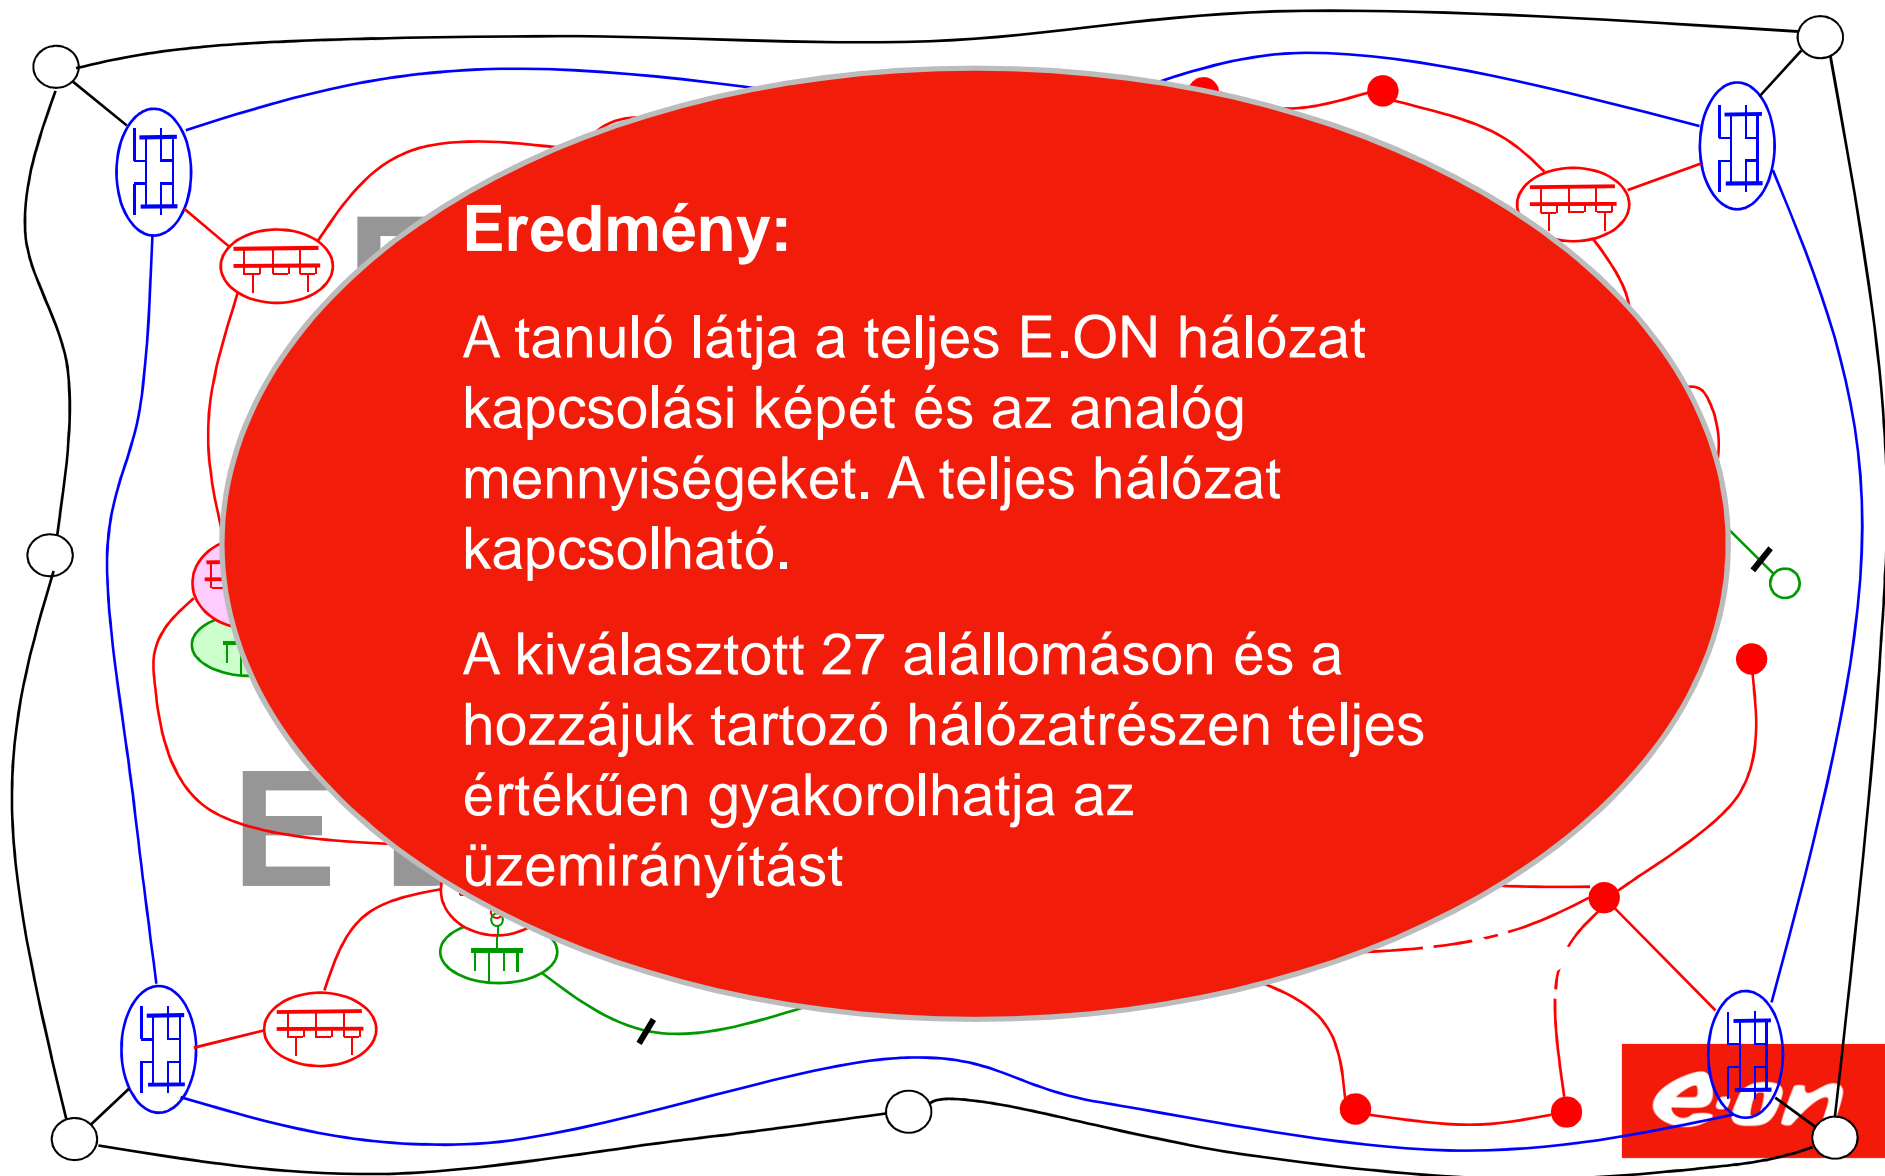 Eredmény:
A tanuló látja a teljes E.ON hálózat
kapcsolási képét és az analóg
mennyiségeket. A teljes hálózat
kapcsolható.
A kiválasztott 27 alállomáson és a
hozzájuk tartozó hálózatrészen teljes
értékűen gyakorolhatja az
üzemirányítást
E
e·on